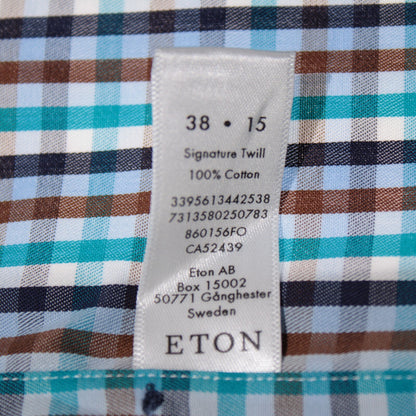 38 • 15
Signature Twill
100% Cotton
3395613442538
7313580250783
860156FO
CA52439
Eton AB
Box 15002
50771 Gånghester
Sweden
ETON